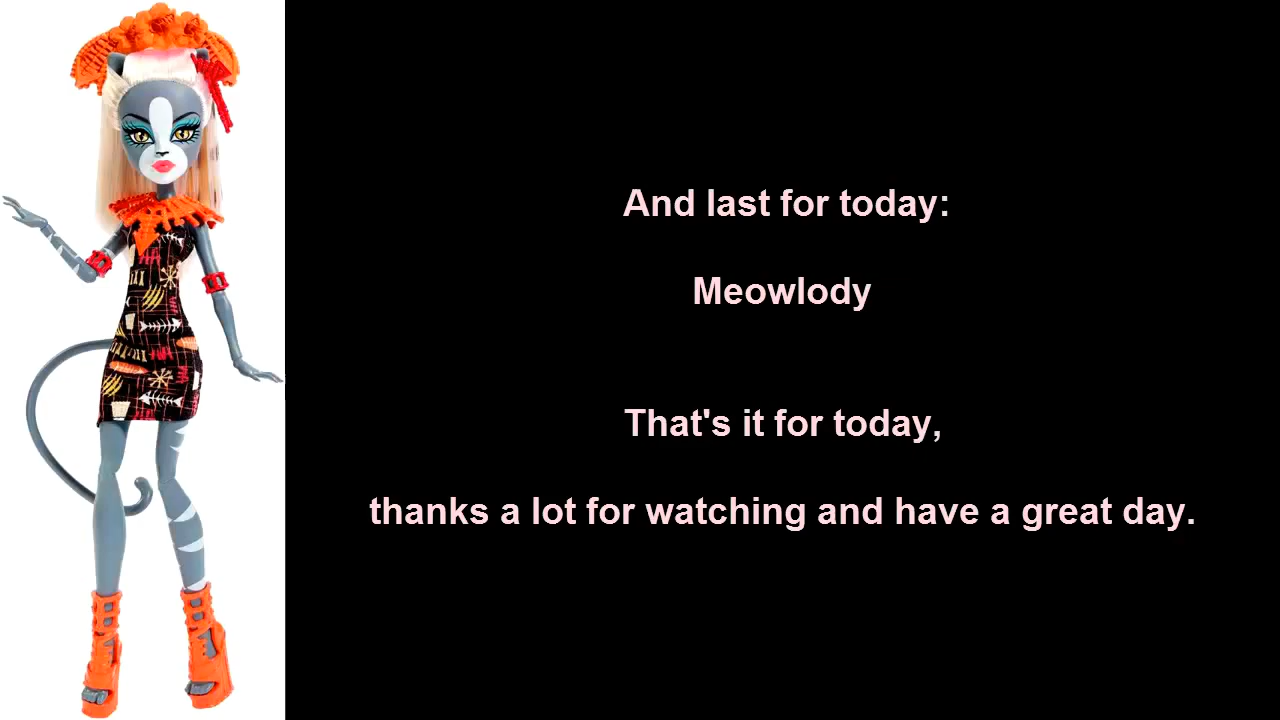 And last for today:
Meowlody
That's it for today,
thanks a lot for watching and have a great day.